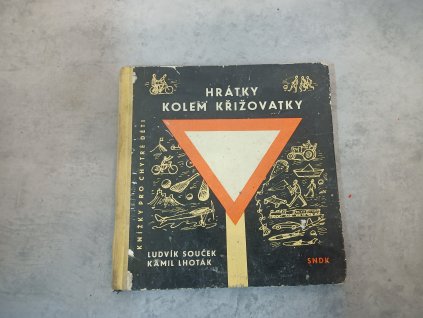 HRÁTKY
KOLEM KŘIŽOVATKY
KNÍŽKY PRO CHYTRÉ DĚTI
LUDVÍK SOUČEK
KAMIL LHOTÁK
SNDK